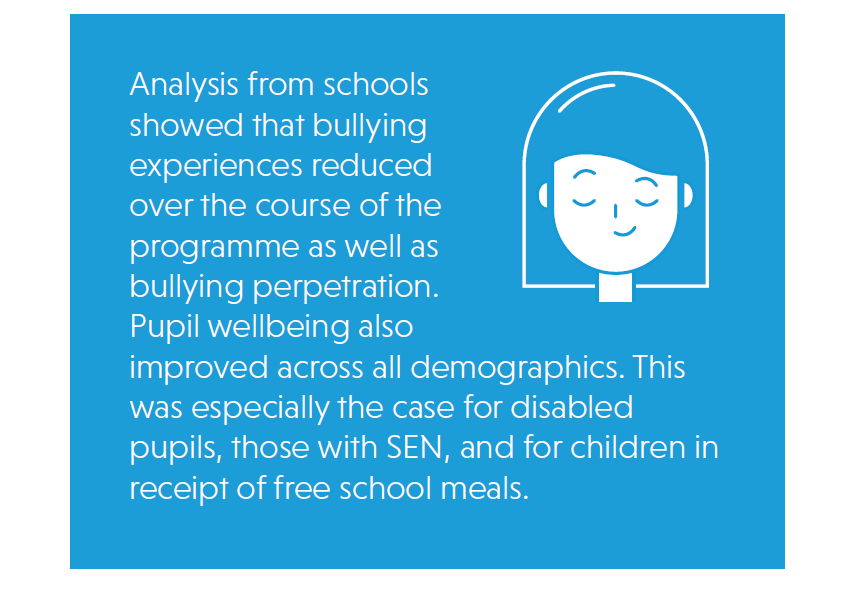 Analysis from schools
showed that bullying
experiences reduced
over the course of the
programme as well as
bullying perpetration.
Pupil wellbeing also
improved across all demographics. This
was especially the case for disabled
pupils, those with SEN, and for children in
receipt of free school meals.